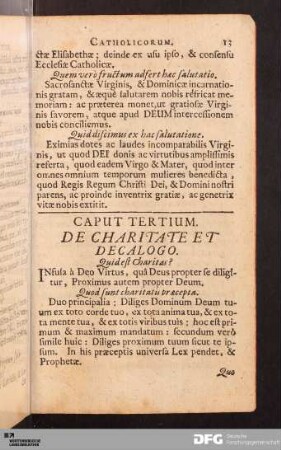 CATHOLICORUM. 13
ctæ Elisabethæ; deinde ex usu ipso, & consensu
Ecclesiæ Catholicæ.
Quem verò fructum adfert hæc salutatio.
Sacrosanctæ Virginis, & Dominicæ incarnatio-
nis gratam, & æquè salutarem nobis refricat me-
moriam: ac præterea monet, ut gratiosæ Virgi-
nis favorem, atque apud DEUM intercessionem
nobis conciliemus.
Quid discimus ex hac salutatione.
Eximias dotes ac laudes incomparabilis Virgi-
nis, ut quod DEI donis ac virtutibus amplissimis
referta, quod eadem Virgo & Mater, quod inter
omnes omnium temporum mulieres benedicta,
quod Regis Regum Christi Dei, & Domini nostri
parens, ac proinde inventrix gratiæ, ac genetrix
vitæ nobis extitit.
CAPUT TERTIUM.
DE CHARITATE ET
DECALOGO.
Quid est Charitas?
INfusa à Deo Virtus, quâ Deus propter se diligi-
tur, Proximus autem propter Deum,
Quod sunt charitatis præcepta.
Duo principalia: Diliges Dominum Deum tu-
um ex toto corde tuo, ex tota anima tua, & ex to-
ta mente tua, & ex totis viribus tuis; hoc est pri-
mum & maximum mandatum: secundum verò
simile huic: Diliges proximum tuum sicut te ip-
sum. In his præceptis universa Lex pendet, &
Prophetæ.
Quo
DFG Deutsche
Forschungsgemeinschaft